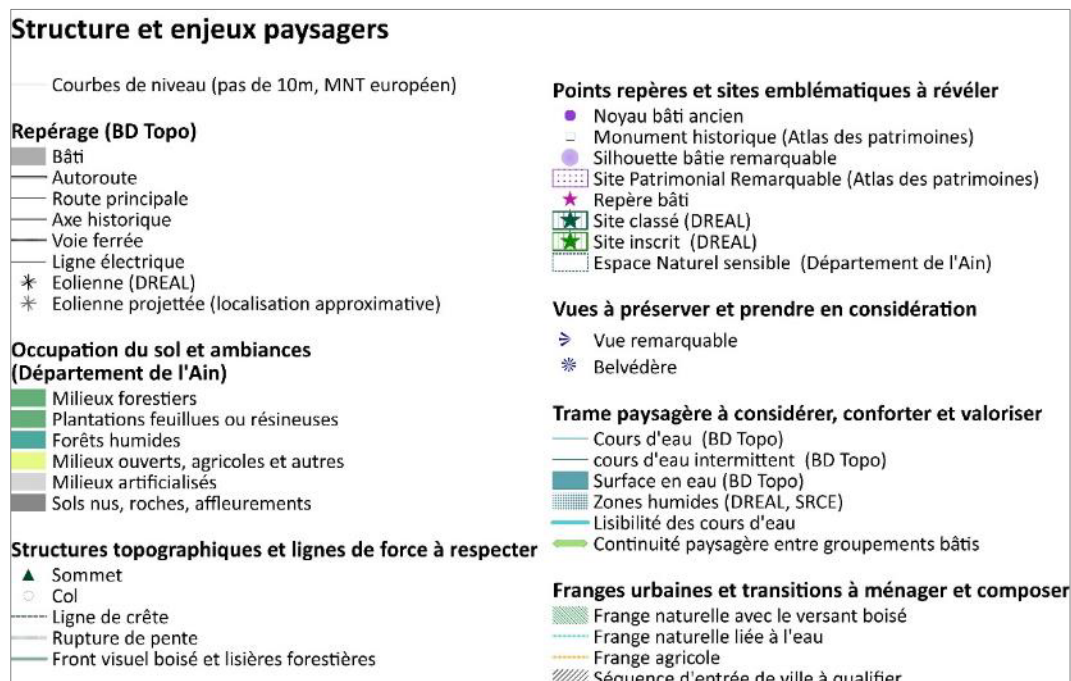 Structure et enjeux paysagers
Courbes de niveau (pas de 10m, MNT européen)
Repérage (BD Topo)
Bâti
Autoroute
Route principale
Axe historique
Voie ferrée
Ligne électrique
Eolienne (DREAL)
Eolienne projettée (localisation approximative)
Occupation du sol et ambiances
(Département de l'Ain)
Milieux forestiers
Plantations feuillues ou résineuses
Forêts humides
Milieux ouverts, agricoles et autres
Milieux artificialisés
Sols nus, roches, affleurements
Structures topographiques et lignes de force à respecter
Sommet
Col
Ligne de crête
Rupture de pente
Front visuel boisé et lisières forestières
Points repères et sites emblématiques à révéler
Noyau bâti ancien
Monument historique (Atlas des patrimoines)
Silhouette bâtie remarquable
Site Patrimonial Remarquable (Atlas des patrimoines)
Repère bâti
Site classé (DREAL)
Site inscrit (DREAL)
Espace Naturel sensible (Département de l'Ain)
Vues à préserver et prendre en considération
Vue remarquable
Belvédère
Trame paysagère à considérer, conforter et valoriser
Cours d'eau (BD Topo)
cours d'eau intermittent (BD Topo)
Surface en eau (BD Topo)
Zones humides (DREAL, SRCE)
Lisibilité des cours d'eau
Continuité paysagère entre groupements bâtis
Franges urbaines et transitions à ménager et composer
Frange naturelle avec le versant boisé
Frange naturelle liée à l'eau
Frange agricole
Séquence d'entrée de ville à qualifier